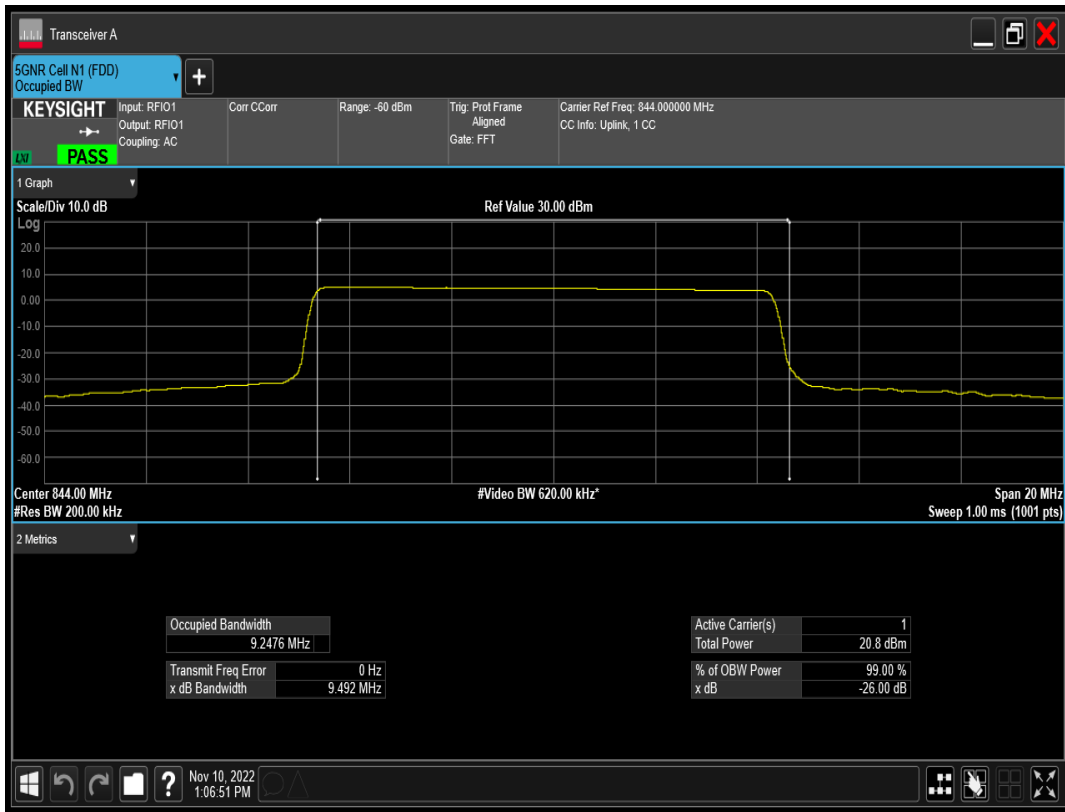 Transceiver A
5GNR Cell N1 (FDD)
Occupied BW
+
KEYSIGHT
Input: RFIO1
Output: RFIO1
Coupling: AC
Corr CCorr
Range: -60 dBm
Trig: Prot Frame
Aligned
Gate: FFT
Carrier Ref Freq: 844.000000 MHz
CC Info: Uplink, 1 CC
LXI
PASS
1 Graph
Scale/Div 10.0 dB
Ref Value 30.00 dBm
Log
20.0
10.0
0.00
-10.0
-20.0
-30.0
-40.0
-50.0
-60.0
Center 844.00 MHz
#Video BW 620.00 kHz*
Span 20 MHz
#Res BW 200.00 kHz
Sweep 1.00 ms (1001 pts)
2 Metrics
Occupied Bandwidth
9.2476 MHz
Transmit Freq Error 0 Hz
x dB Bandwidth 9.492 MHz
Active Carrier(s) 1
Total Power 20.8 dBm
% of OBW Power 99.00 %
x dB -26.00 dB
?
Nov 10, 2022
1:06:51 PM